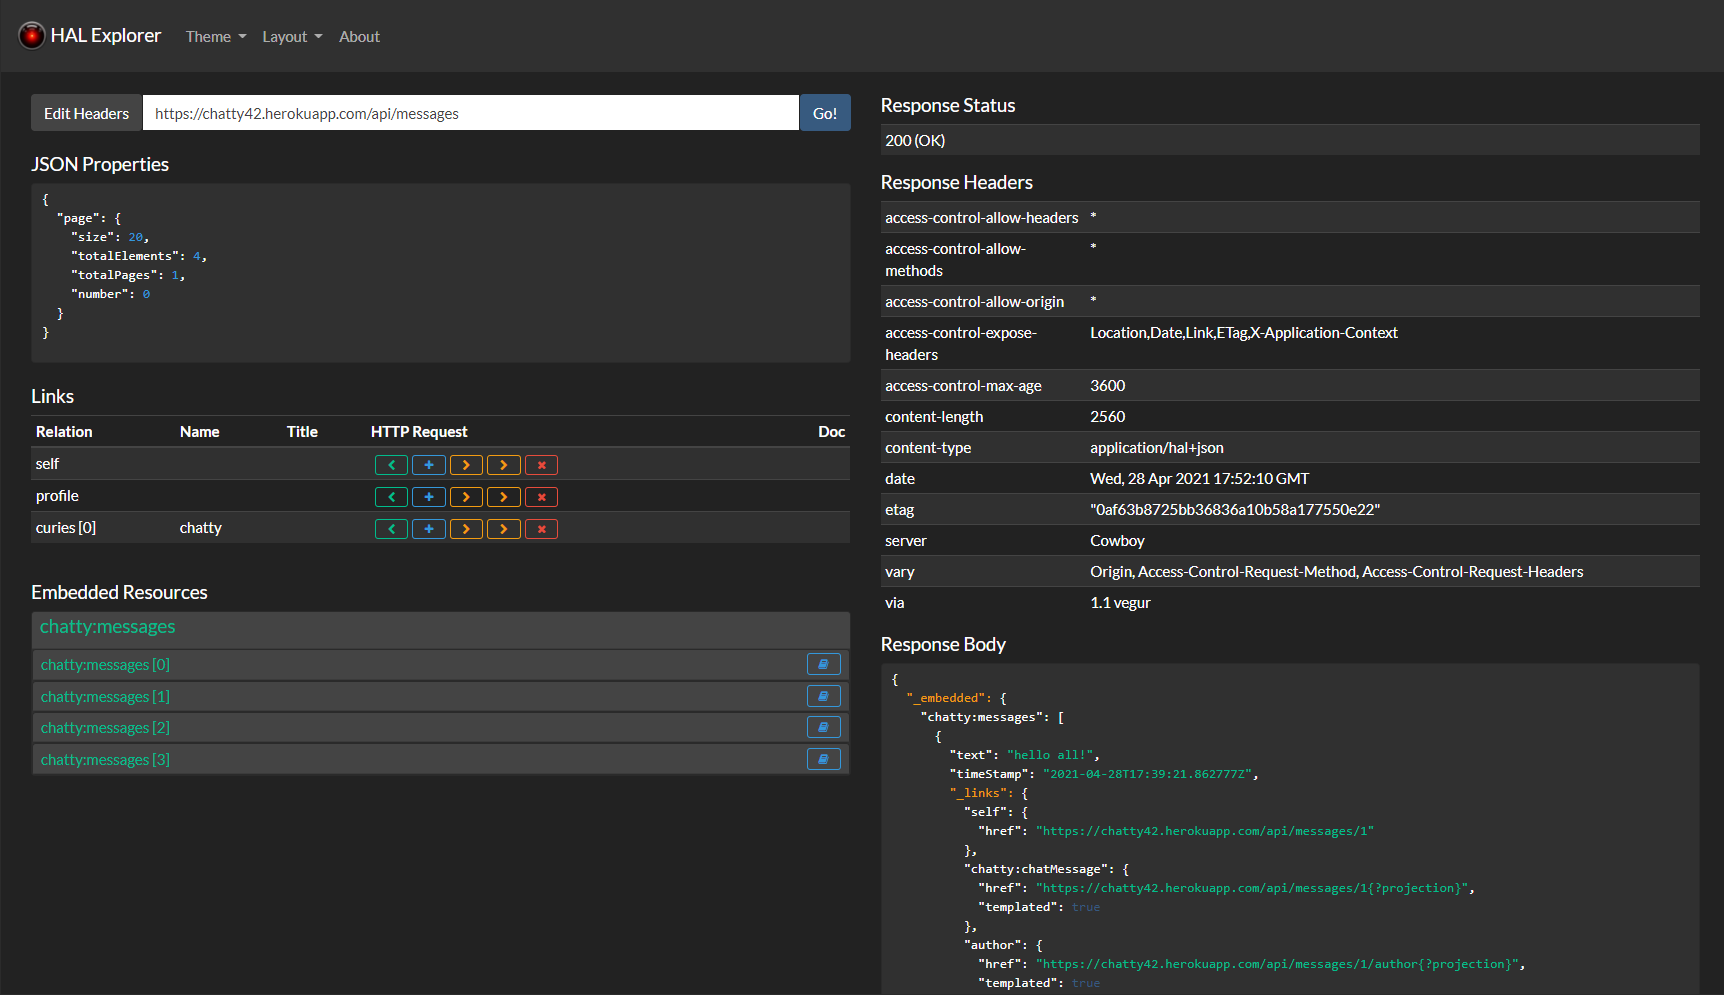 HAL Explorer
Theme
Layout
About
Edit Headers
https://chatty42.herokuapp.com/api/messages
Go!
JSON Properties
{
  "page": {
    "size": 20,
    "totalElements": 4,
    "totalPages": 1,
    "number": 0
  }
}
Links
Relation Name Title HTTP Request Doc
self
profile
curies [0] chatty
Embedded Resources
chatty:messages
chatty:messages [0]
chatty:messages [1]
chatty:messages [2]
chatty:messages [3]
Response Status
200 (OK)
Response Headers
access-control-allow-headers *
access-control-allow- *
methods
access-control-allow-origin *
access-control-expose- Location,Date,Link,ETag,X-Application-Context
headers
access-control-max-age 3600
content-length 2560
content-type application/hal+json
date Wed, 28 Apr 2021 17:52:10 GMT
etag "0af63b8725bb36836a10b58a177550e22"
server Cowboy
vary Origin, Access-Control-Request-Method, Access-Control-Request-Headers
via 1.1 vegur
Response Body
{
  "_embedded": {
    "chatty:messages": [
      {
        "text": "hello all!",
        "timeStamp": "2021-04-28T17:39:21.862777Z",
        "_links": {
          "self": {
            "href": "https://chatty42.herokuapp.com/api/messages/1"
          },
          "chatty:chatMessage": {
            "href": "https://chatty42.herokuapp.com/api/messages/1{?projection}",
            "templated": true
          },
          "author": {
            "href": "https://chatty42.herokuapp.com/api/messages/1/author{?projection}",
            "templated": true